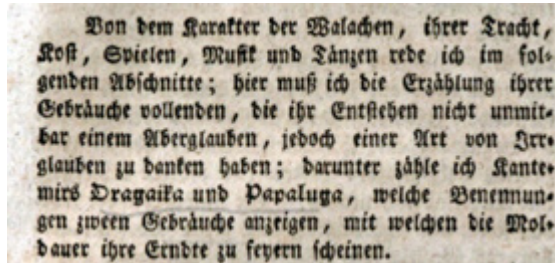 Von dem Karakter der Walachen, ihrer Tracht,
Kost, Spielen, Musik und Tänzen rede ich im fol-
genden Abschnitte; hier muß ich die Erzählung ihrer
Gebräuche vollenden, die ihr Entstehen nicht unmit-
bar einem Aberglauben, jedoch einer Art von Irr-
glauben zu danken haben; darunter zähle ich Kante-
mirs Dragaika und Papaluga, welche Benennun-
gen zween Gebräuche anzeigen, mit welchen die Mol-
dauer ihre Erndte zu feyern scheinen.